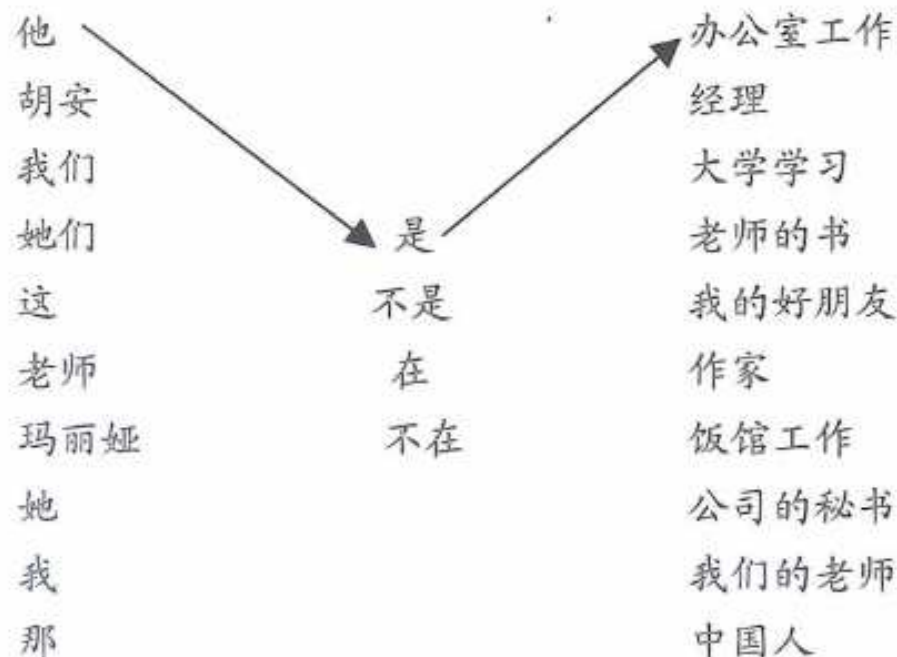 他 办公室工作
胡安 经理
我们 大学学习
她们 是 老师的书
这 不是 我的好朋友
老师 在 作家
玛丽娅 不在 饭馆工作
她 公司的秘书
我 我们的老师
那 中国人